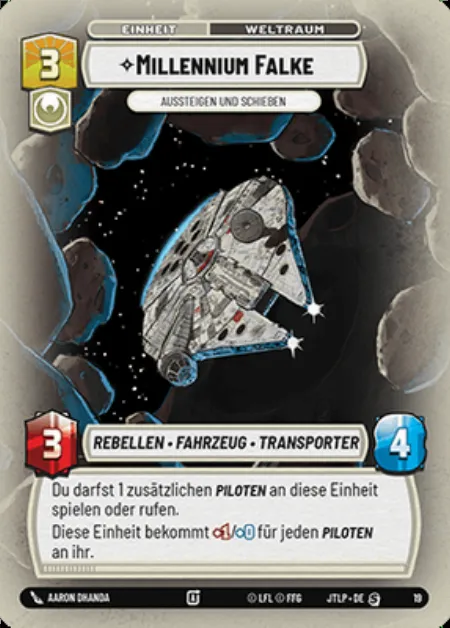 EINHEIT WELTRAUM
3 MILLENNIUM FALKE
AUSSTEIGEN UND SCHIEBEN
3 REBELLEN • FAHRZEUG • TRANSPORTER 4
Du darfst 1 zusätzlichen PILOTEN an diese Einheit
spielen oder rufen.
Diese Einheit bekommt +1/+0 für jeden PILOTEN
an ihr.
AARON DHANDA © LFL © FFG JTLP • DE 19